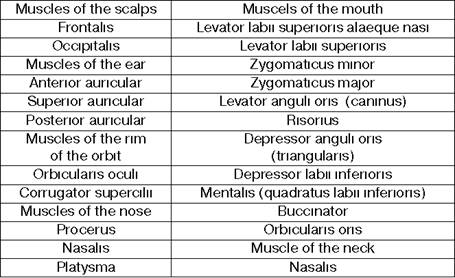 Muscles of the scalps	Muscels of the mouth
Frontalis	Levator labii superioris alaeque nasi
Occipitalis	Levator labii superioris
Muscles of the ear	Zygomaticus minor
Anterior auricular	Zygomaticus major
Superior auricular	Levator anguli oris (caninus)
Posterior auricular	Risorius
Muscles of the rim	Depressor anguli oris
of the orbit	(triangularis)
Orbicularis oculi	Depressor labii inferioris
Corrugator supercilii	Mentalis (quadratus labii inferioris)
Muscles of the nose	Buccinator
Procerus	Orbicularis oris
Nasalis	Muscle of the neck
Platysma	Nasalis